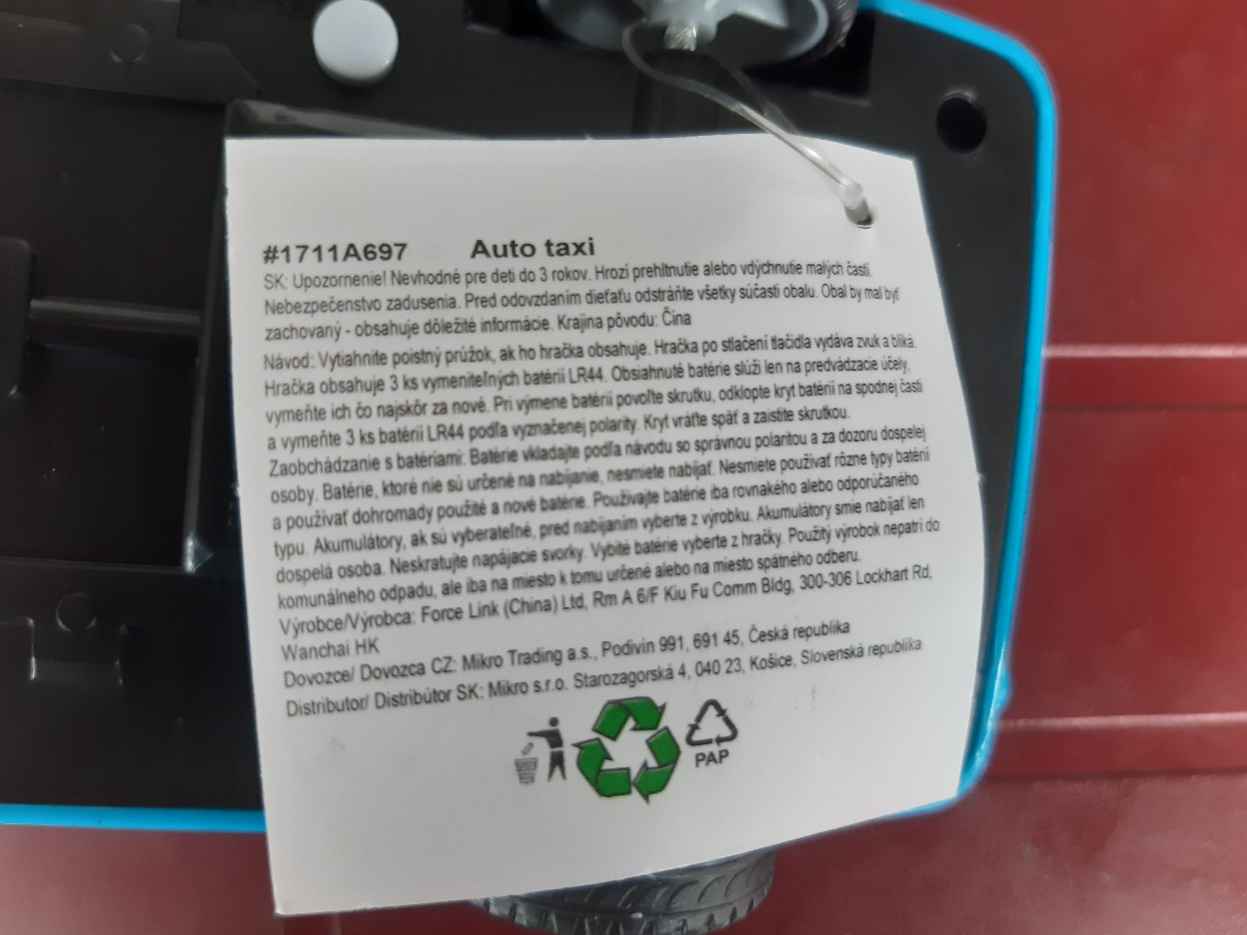 #1711A697 Auto taxi
SK: Upozornenie! Nevhodné pre deti do 3 rokov. Hrozí prehltnutie alebo vdýchnutie malých častí.
Nebezpečenstvo zadusenia. Pred odovzdaním dieťaťu odstráňte všetky súčasti obalu. Obal by mal byť
zachovaný - obsahuje dôležité informácie. Krajina pôvodu: Čína
Návod: Vytiahnite poistný prúžok, ak ho hračka obsahuje. Hračka po stlačení tlačidla vydáva zvuk a bliká.
Hračka obsahuje 3 ks vymeniteľných batérií LR44. Obsiahnuté batérie slúži len na predvádzacie účely,
vymeňte ich čo najskôr za nové. Pri výmene batérií povoľte skrutku, odklopte kryt batérií na spodnej časti
a vymeňte 3 ks batérií LR44 podľa vyznačenej polarity. Kryt vráťte späť a zaistite skrutkou.
Zaobchádzanie s batériami: Batérie vkladajte podľa návodu so správnou polaritou a za dozoru dospelej
osoby. Batérie, ktoré nie sú určené na nabíjanie, nesmiete nabíjať. Nesmiete používať rôzne typy batérií
a používať dohromady použité a nové batérie. Používajte batérie iba rovnakého alebo odporúčaného
typu. Akumulátory, ak sú vyberateľné, pred nabíjaním vyberte z výrobku. Akumulátory smie nabíjať len
dospelá osoba. Neskratujte napájacie svorky. Vybité batérie vyberte z hračky. Použitý výrobok nepatrí do
komunálneho odpadu, ale iba na miesto k tomu určené alebo na miesto spätného odberu.
Výrobce/Výrobca: Force Link (China) Ltd, Rm A 6/F Kiu Fu Comm Bldg, 300-306 Lockhart Rd,
Wanchai HK
Dovozce/ Dovozca CZ: Mikro Trading a.s., Podivín 991, 691 45, Česká republika
Distributor/ Distribútor SK: Mikro s.r.o. Starozagorská 4, 040 23, Košice, Slovenská republika
PAP